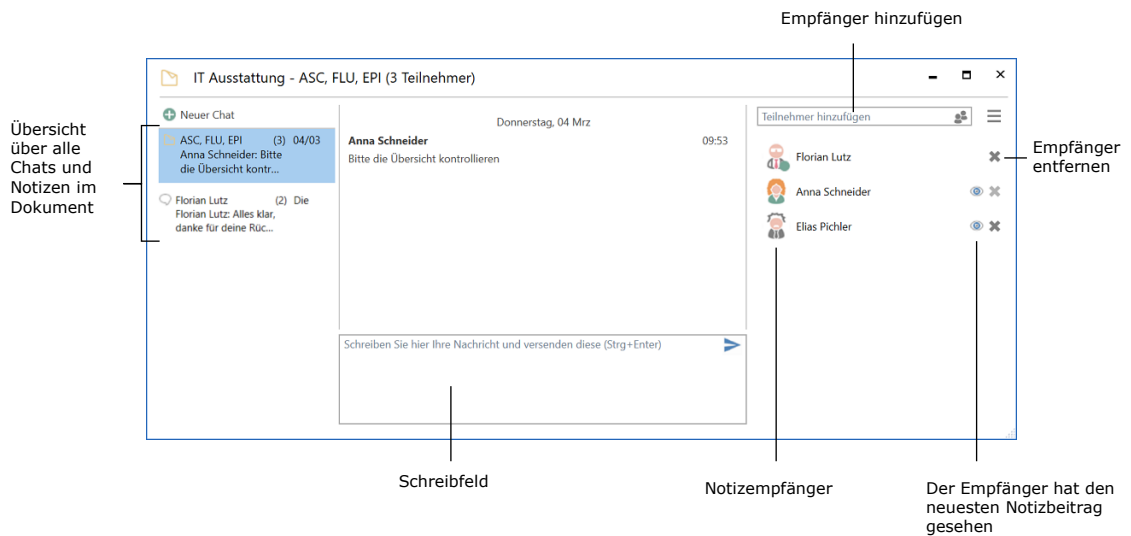 Empfänger hinzufügen
IT Ausstattung - ASC, FLU, EPI (3 Teilnehmer)
Übersicht
über alle
Chats und
Notizen im
Dokument
Neuer Chat
ASC, FLU, EPI (3) 04/03
Anna Schneider: Bitte
die Übersicht kontr...
Florian Lutz (2) Die
Florian Lutz: Alles klar,
danke für deine Rüc...
Donnerstag, 04 Mrz
Anna Schneider 09:53
Bitte die Übersicht kontrollieren
Schreiben Sie hier Ihre Nachricht und versenden diese (Strg+Enter)
Teilnehmer hinzufügen
Florian Lutz
Anna Schneider
Elias Pichler
Empfänger
entfernen
Schreibfeld
Notizempfänger
Der Empfänger hat den
neuesten Notizbeitrag
gesehen